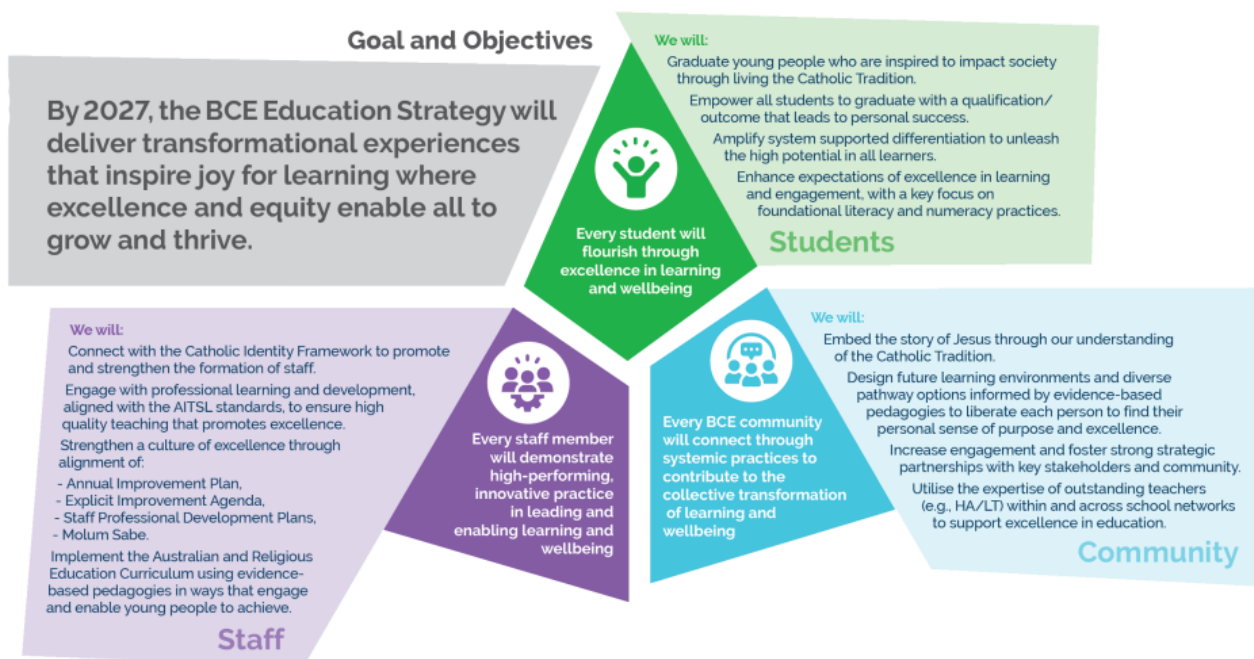 Goal and Objectives
By 2027, the BCE Education Strategy will
deliver transformational experiences
that inspire joy for learning where
excellence and equity enable all to
grow and thrive.
Every student will
flourish through
excellence in learning
and wellbeing
We will:
Graduate young people who are inspired to impact society
through living the Catholic Tradition.
Empower all students to graduate with a qualification/
outcome that leads to personal success.
Amplify system supported differentiation to unleash
the high potential in all learners.
Enhance expectations of excellence in learning
and engagement, with a key focus on
foundational literacy and numeracy practices.
Students
We will:
Connect with the Catholic Identity Framework to promote
and strengthen the formation of staff.
Engage with professional learning and development,
aligned with the AITSL standards, to ensure high
quality teaching that promotes excellence.
Strengthen a culture of excellence through
alignment of:
- Annual Improvement Plan,
- Explicit Improvement Agenda,
- Staff Professional Development Plans,
- Molum Sabe.
Implement the Australian and Religious
Education Curriculum using evidence-
based pedagogies in ways that engage
and enable young people to achieve.
Staff
Every staff member
will demonstrate
high-performing,
innovative practice
in leading and
enabling learning and
wellbeing
Every BCE community
will connect through
systemic practices to
contribute to the
collective transformation
of learning and
wellbeing
We will:
Embed the story of Jesus through our understanding
of the Catholic Tradition.
Design future learning environments and diverse
pathway options informed by evidence-based
pedagogies to liberate each person to find their
personal sense of purpose and excellence.
Increase engagement and foster strong strategic
partnerships with key stakeholders and community.
Utilise the expertise of outstanding teachers
(e.g., HA/LT) within and across school networks
to support excellence in education.
Community